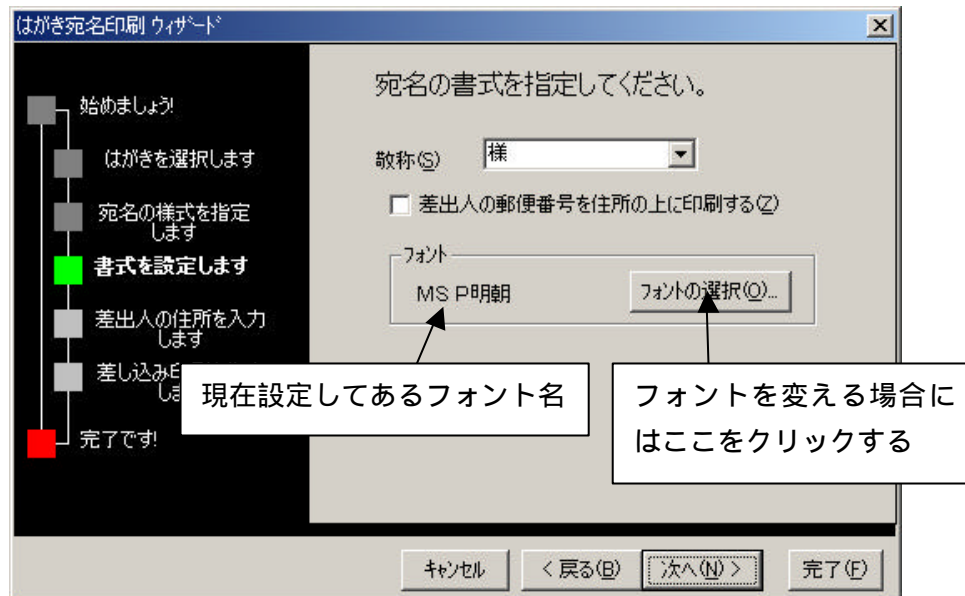 はがき宛名印刷 ウィザード
始めましょう!
はがきを選択します
宛名の様式を指定
します
書式を設定します
差出人の住所を入力
します
差し込み
完了です!
宛名の書式を指定してください。
敬称(S) 様
差出人の郵便番号を住所の上に印刷する(Z)
フォント
MS P明朝 フォントの選択(O)...
現在設定してあるフォント名
フォントを変える場合に
はここをクリックする
キャンセル < 戻る(B) 次へ(N) > 完了(F)